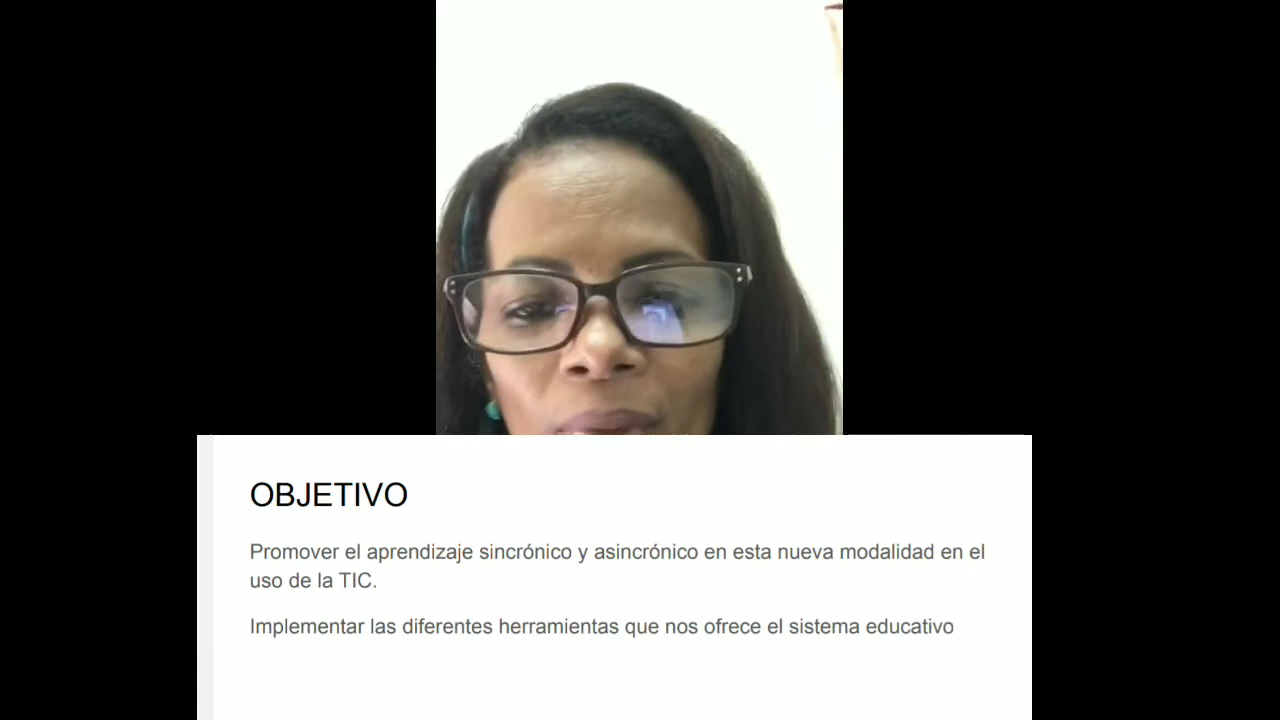 OBJETIVO
Promover el aprendizaje sincrónico y asincrónico en esta nueva modalidad en el
uso de la TIC.
Implementar las diferentes herramientas que nos ofrece el sistema educativo